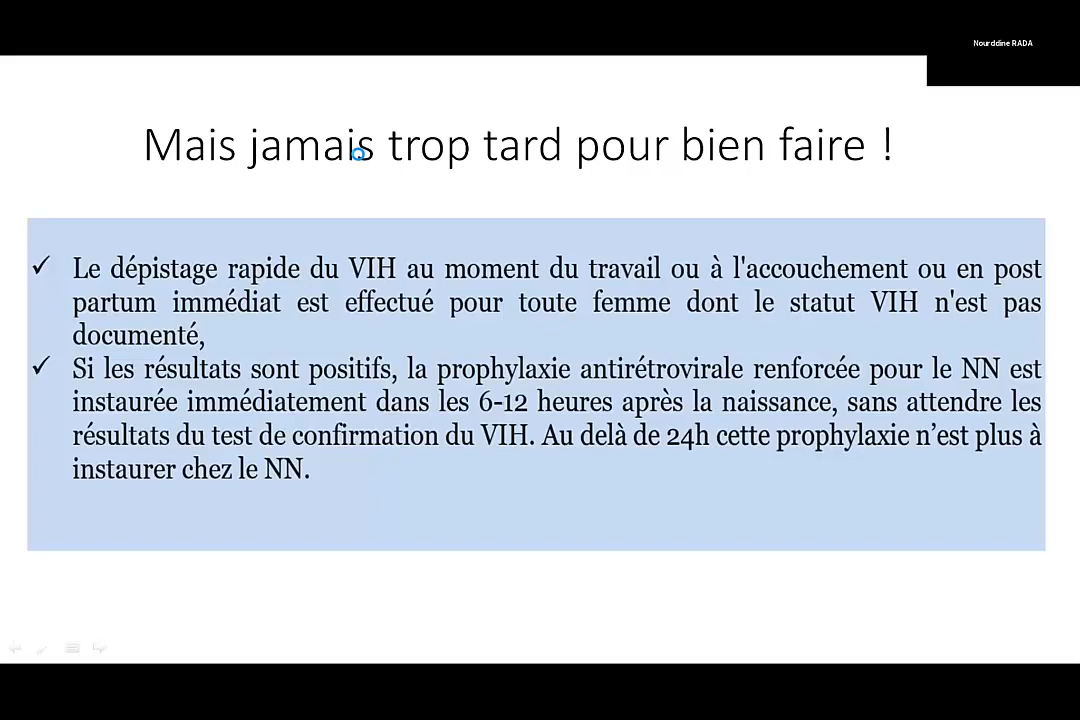 Nourddine RADA
Mais jamais trop tard pour bien faire !
✓ Le dépistage rapide du VIH au moment du travail ou à l'accouchement ou en post
partum immédiat est effectué pour toute femme dont le statut VIH n'est pas
documenté,
✓ Si les résultats sont positifs, la prophylaxie antirétrovirale renforcée pour le NN est
instaurée immédiatement dans les 6-12 heures après la naissance, sans attendre les
résultats du test de confirmation du VIH. Au delà de 24h cette prophylaxie n’est plus à
instaurer chez le NN.